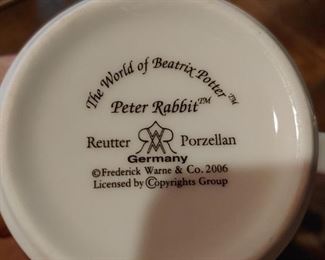 The World of Beatrix Potter™
Peter Rabbit™
Reutter Porzellan
Germany
©Frederick Warne & Co. 2006
Licensed by ©opyrights Group